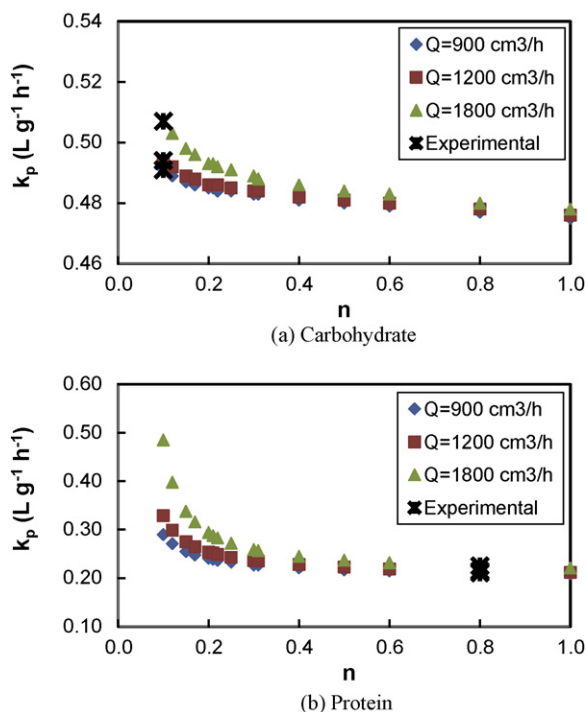 0.54
0.52
0.50
0.48
0.46
kp (L g-1 h-1)
Q=900 cm3/h
Q=1200 cm3/h
Q=1800 cm3/h
Experimental
0.0 0.2 0.4 0.6 0.8 1.0
n
(a) Carbohydrate
0.60
0.50
0.40
0.30
0.20
0.10
kp (L g-1 h-1)
Q=900 cm3/h
Q=1200 cm3/h
Q=1800 cm3/h
Experimental
0.0 0.2 0.4 0.6 0.8 1.0
n
(b) Protein